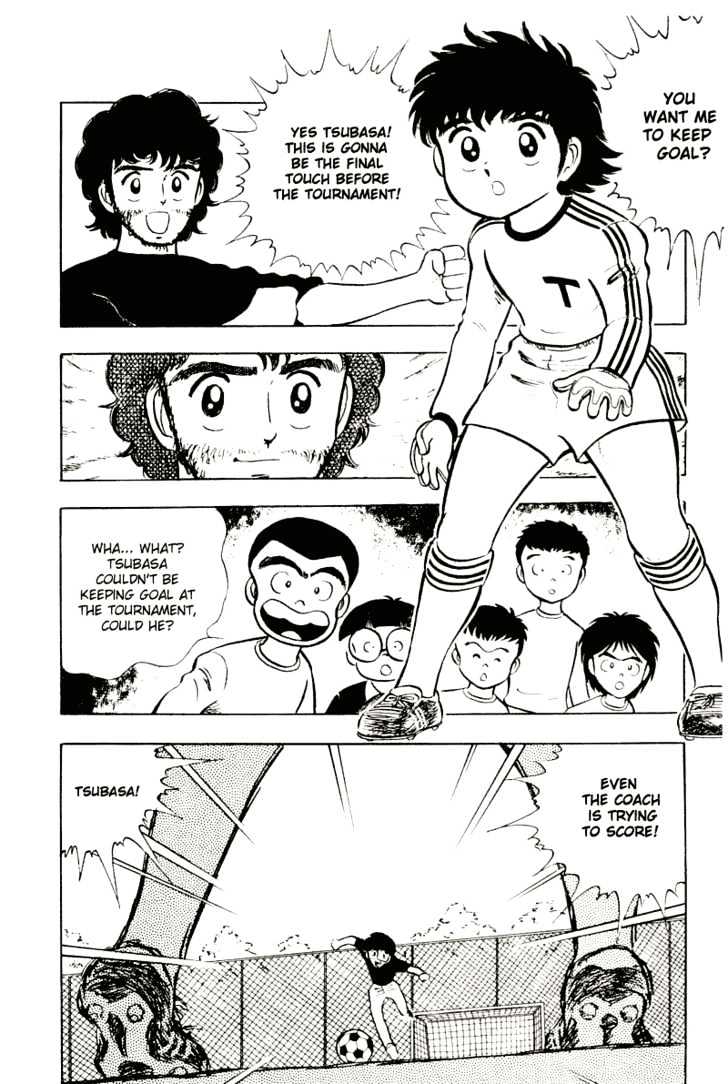 YES TSUBASA!
THIS IS GONNA
BE THE FINAL
TOUCH BEFORE
THE TOURNAMENT!
YOU
WANT ME
TO KEEP
GOAL?
T
WHA... WHAT?
TSUBASA
COULDN'T BE
KEEPING GOAL AT
THE TOURNAMENT,
COULD HE?
TSUBASA!
EVEN
THE COACH
IS TRYING
TO SCORE!